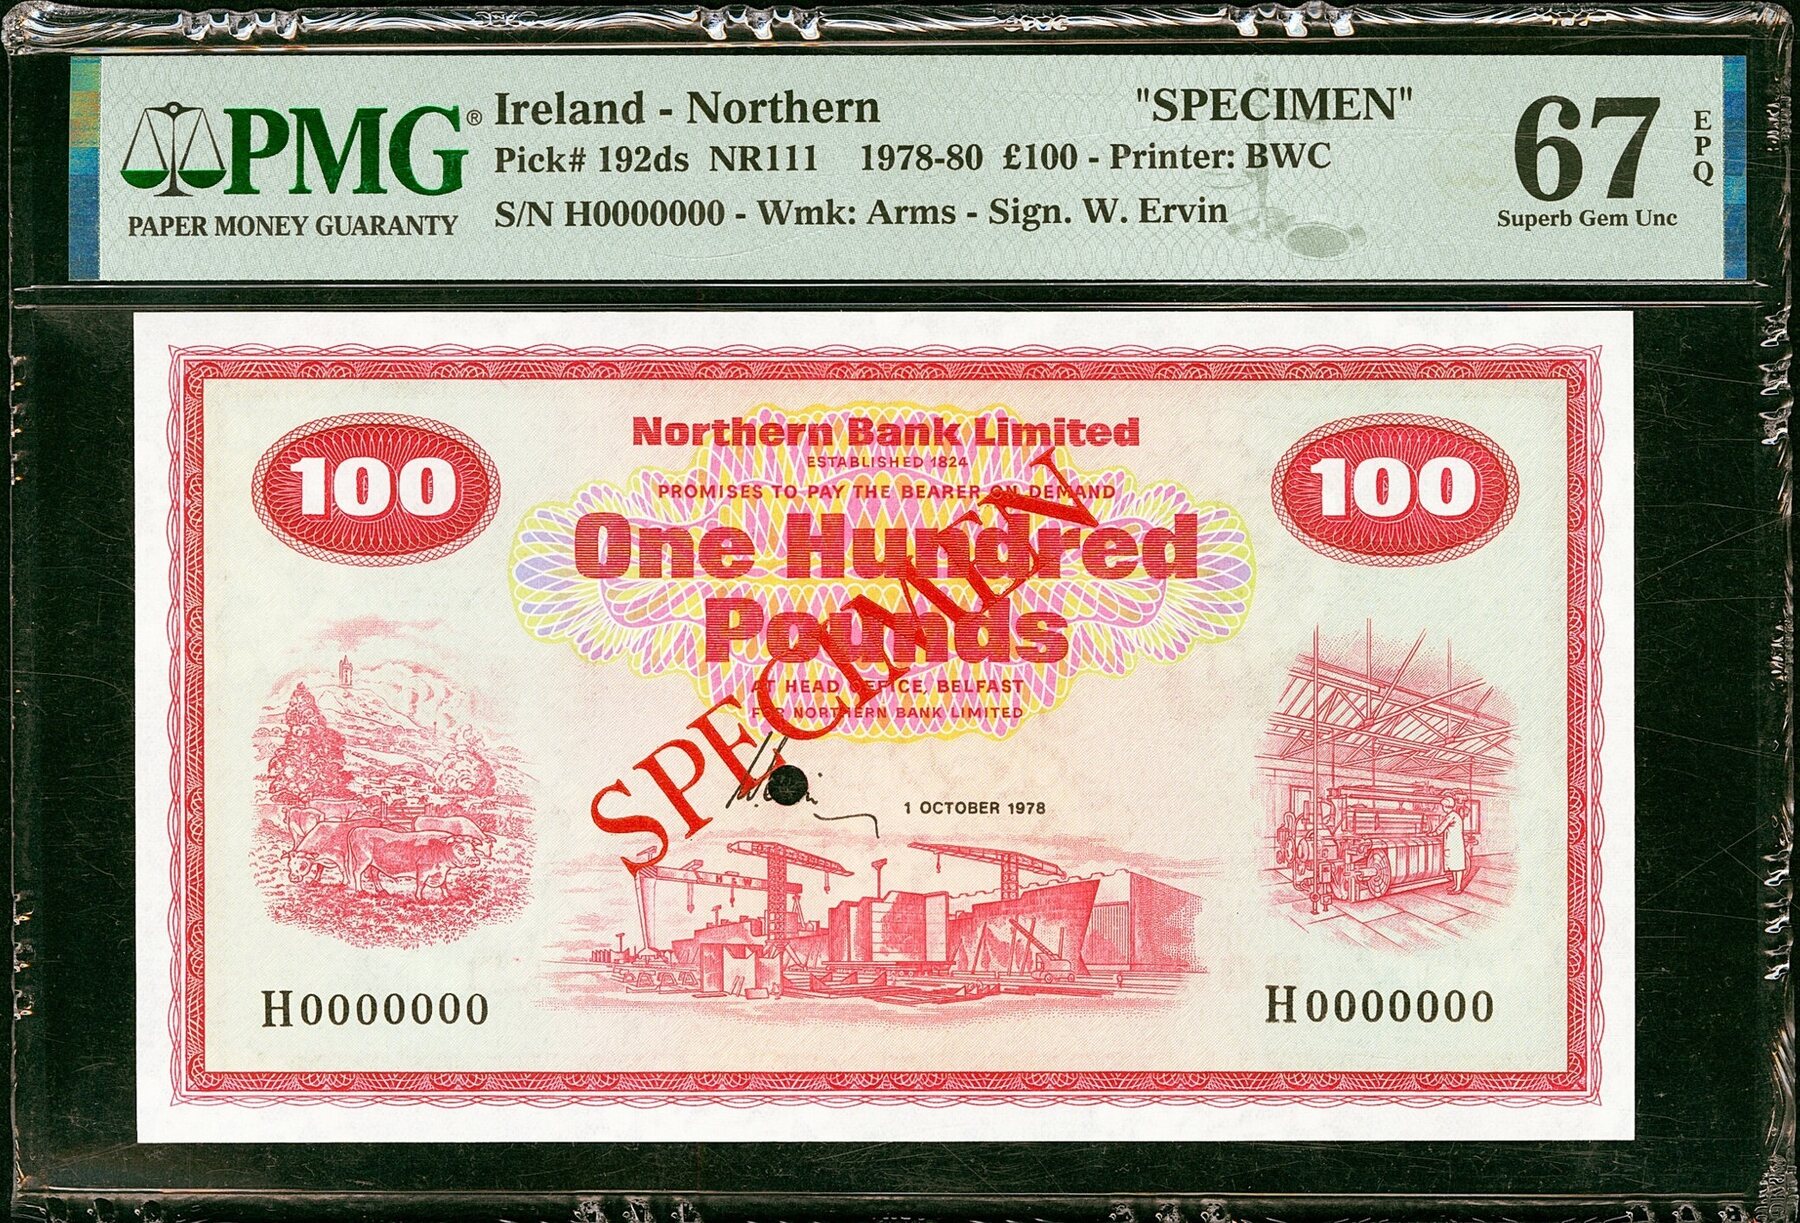 PMG®
PAPER MONEY GUARANTY
Ireland - Northern "SPECIMEN"
Pick# 192ds NR111 1978-80 £100 - Printer: BWC
S/N H0000000 - Wmk: Arms - Sign. W. Ervin
67
EPQ
Superb Gem Unc
100
100
Northern Bank Limited
ESTABLISHED 1824
PROMISES TO PAY THE BEARER ON DEMAND
One Hundred
Pounds
AT HEAD OFFICE, BELFAST
FOR NORTHERN BANK LIMITED
SPECIMEN
1 OCTOBER 1978
H0000000
H0000000